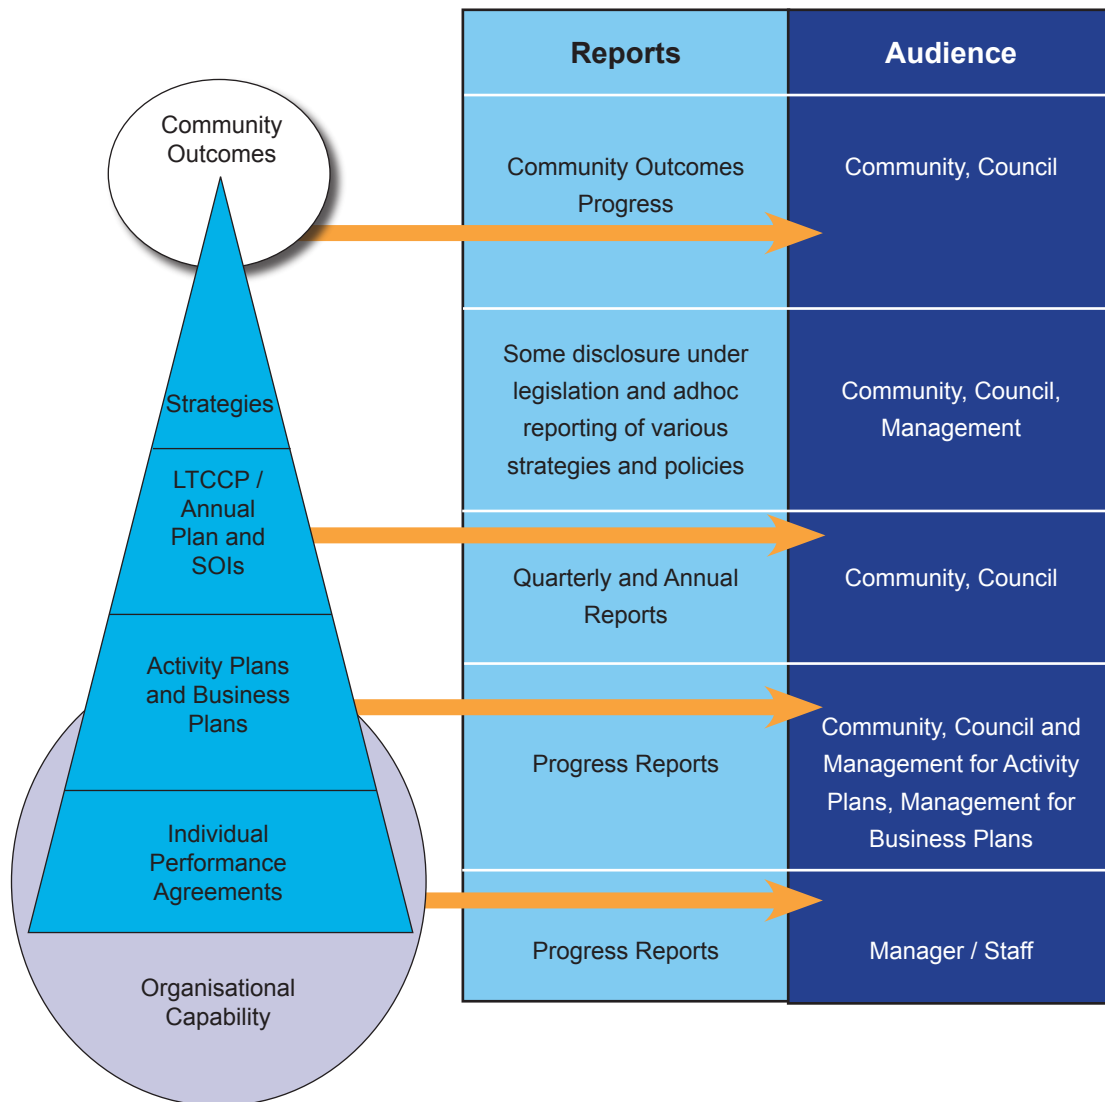 Reports
Audience
Community
Outcomes
Community Outcomes
Progress
Community, Council
Strategies
Some disclosure under
legislation and adhoc
reporting of various
strategies and policies
Community, Council,
Management
LTCCP /
Annual
Plan and
SOIs
Quarterly and Annual
Reports
Community, Council
Activity Plans
and Business
Plans
Progress Reports
Community, Council and
Management for Activity
Plans, Management for
Business Plans
Individual
Performance
Agreements
Progress Reports
Manager / Staff
Organisational
Capability